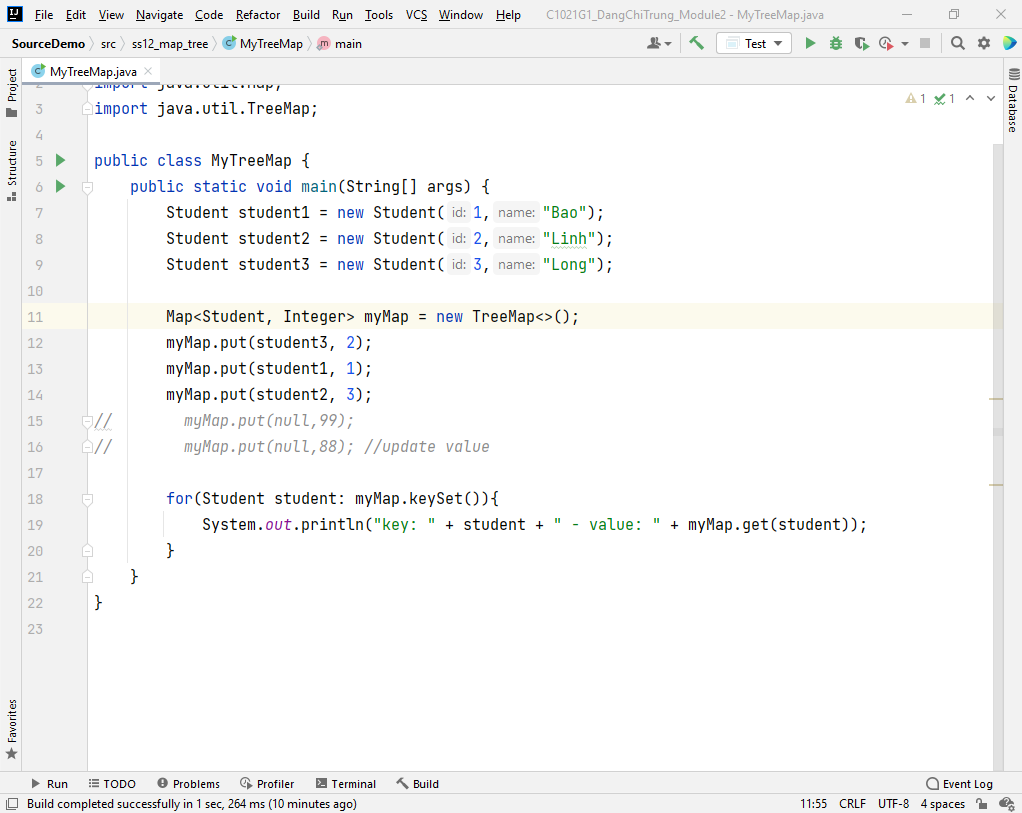 File Edit View Navigate Code Refactor Build Run Tools VCS Window Help C1021G1_DangChiTrung_Module2 - MyTreeMap.java
SourceDemo src ss12_map_tree MyTreeMap main Test
MyTreeMap.java
Project
Structure
Favorites
Database
1 1
2 import java.util.Map;
3 import java.util.TreeMap;
4
5 public class MyTreeMap {
6 public static void main(String[] args) {
7 Student student1 = new Student( id: 1, name: "Bao");
8 Student student2 = new Student( id: 2, name: "Linh");
9 Student student3 = new Student( id: 3, name: "Long");
10
11 Map<Student, Integer> myMap = new TreeMap<>();
12 myMap.put(student3, 2);
13 myMap.put(student1, 1);
14 myMap.put(student2, 3);
15 // myMap.put(null,99);
16 // myMap.put(null,88); //update value
17
18 for(Student student: myMap.keySet()){
19 System.out.println("key: " + student + " - value: " + myMap.get(student));
20 }
21 }
22 }
23
Run TODO Problems Profiler Terminal Build Event Log
Build completed successfully in 1 sec, 264 ms (10 minutes ago) 11:55 CRLF UTF-8 4 spaces